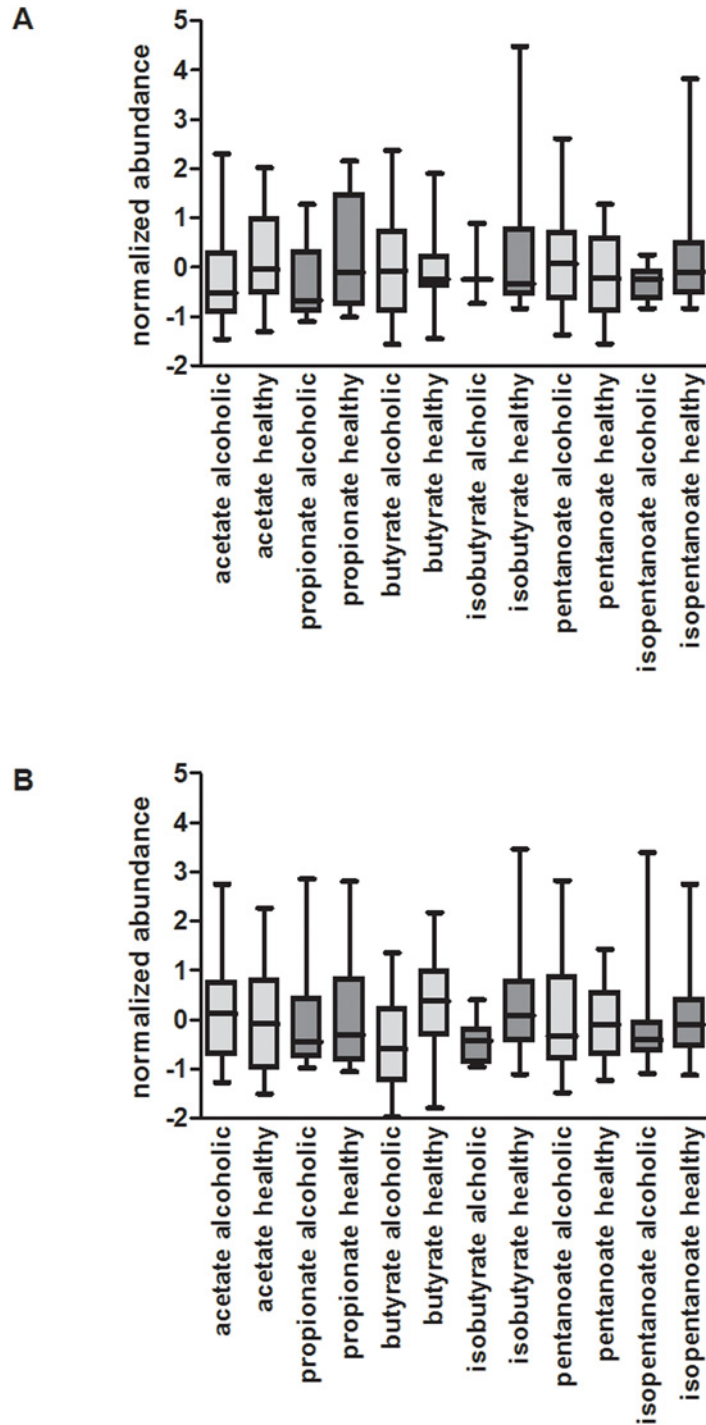 A
normalized abundance
5
4
3
2
1
0
-1
-2
acetate alcoholic
acetate healthy
propionate alcoholic
propionate healthy
butyrate alcoholic
butyrate healthy
isobutyrate alcholic
isobutyrate healthy
pentanoate alcoholic
pentanoate healthy
isopentanoate alcoholic
isopentanoate healthy
B
normalized abundance
5
4
3
2
1
0
-1
-2
acetate alcoholic
acetate healthy
propionate alcoholic
propionate healthy
butyrate alcoholic
butyrate healthy
isobutyrate alcholic
isobutyrate healthy
pentanoate alcoholic
pentanoate healthy
isopentanoate alcoholic
isopentanoate healthy